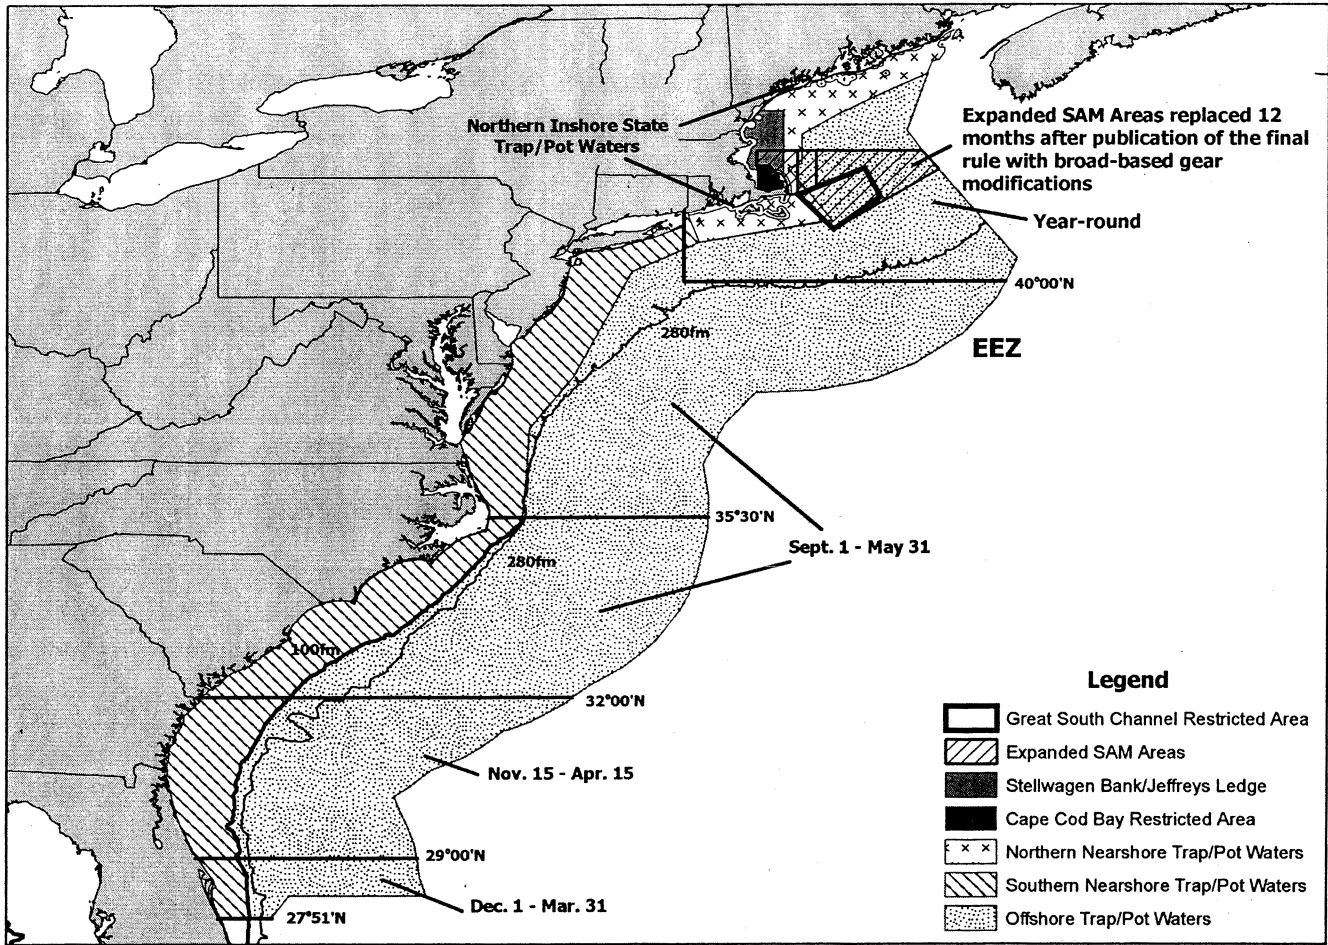 Northern Inshore State
Trap/Pot Waters
Expanded SAM Areas replaced 12
months after publication of the final
rule with broad-based gear
modifications
Year-round
40°00'N
280fm
EEZ
35°30'N
Sept. 1 - May 31
280fm
100fm
32°00'N
Nov. 15 - Apr. 15
29°00'N
Dec. 1 - Mar. 31
27°51'N
Legend
Great South Channel Restricted Area
Expanded SAM Areas
Stellwagen Bank/Jeffreys Ledge
Cape Cod Bay Restricted Area
Northern Nearshore Trap/Pot Waters
Southern Nearshore Trap/Pot Waters
Offshore Trap/Pot Waters